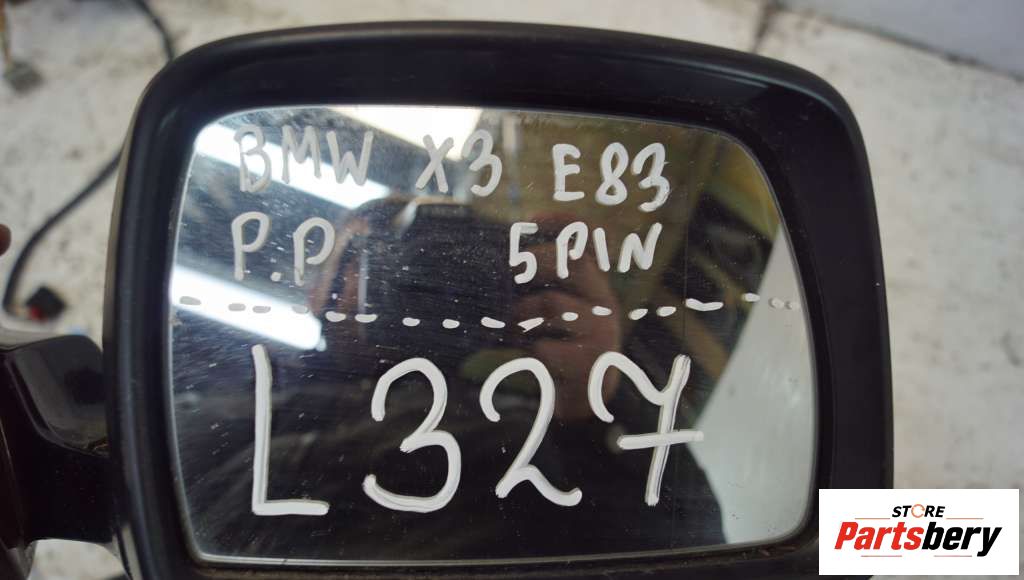 BMW X3 E83
P.P 5PIN
L327
STORE
Partsbery